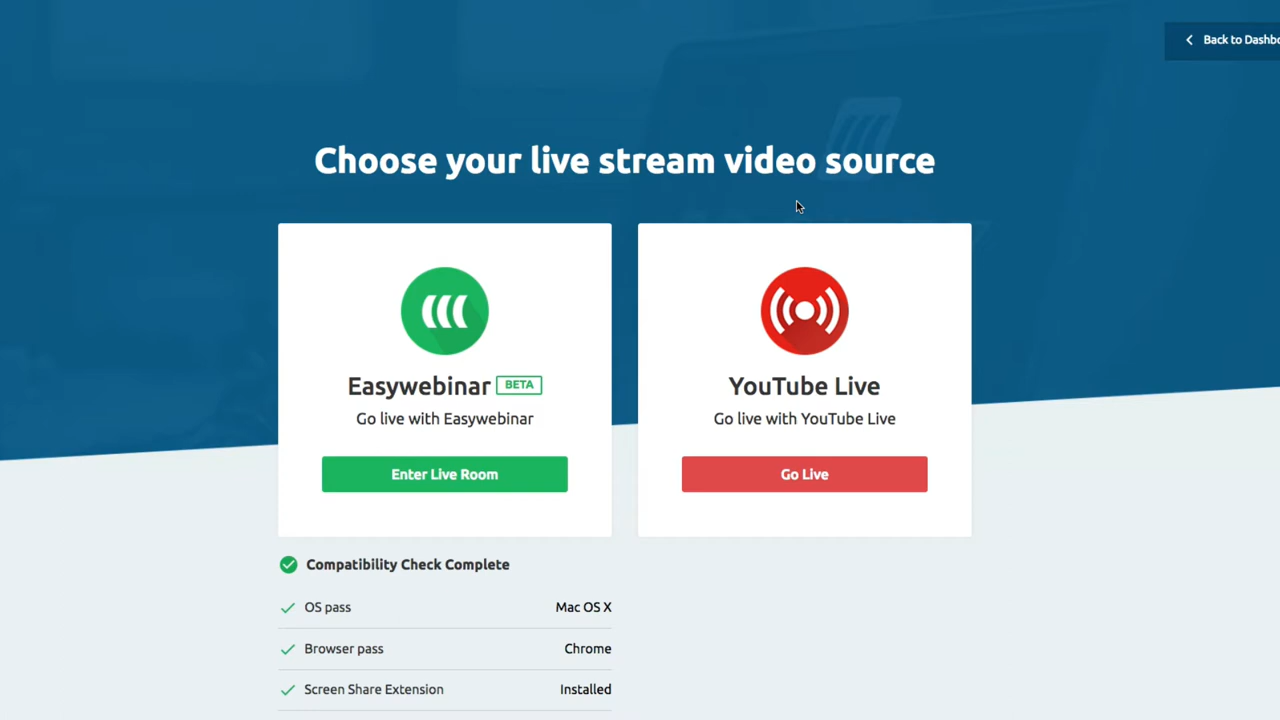 Back to Dashbo
Choose your live stream video source
Easywebinar BETA
Go live with Easywebinar
Enter Live Room
YouTube Live
Go live with YouTube Live
Go Live
Compatibility Check Complete
OS pass Mac OS X
Browser pass Chrome
Screen Share Extension Installed